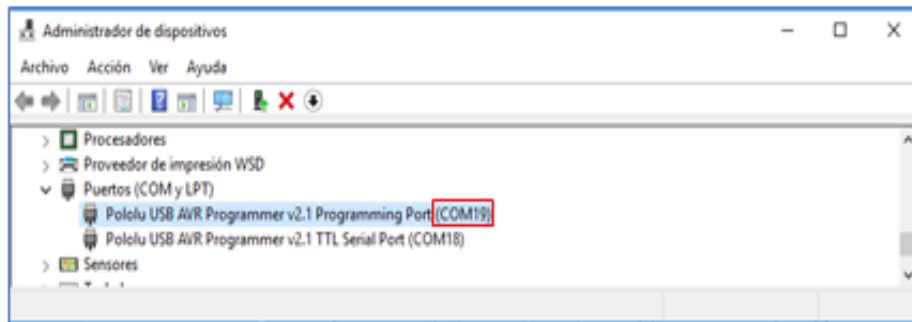 Administrador de dispositivos
Archivo Acción Ver Ayuda
Procesadores
Proveedor de impresión WSD
Puertos (COM y LPT)
Pololu USB AVR Programmer v2.1 Programming Port (COM19)
Pololu USB AVR Programmer v2.1 TTL Serial Port (COM18)
Sensores